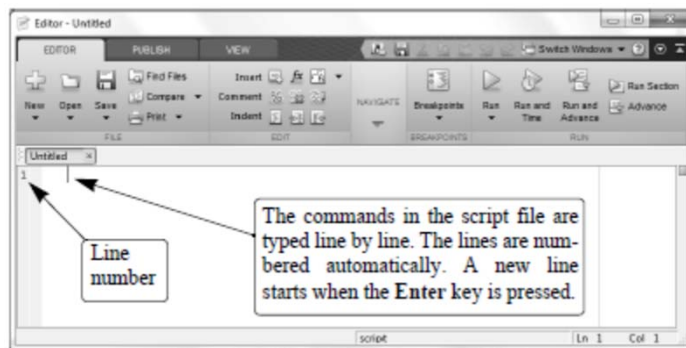 Editor - Untitled
EDITOR PUBLISH VIEW Switch Windows
New Open Save Find Files Compare Print
Insert fx
Comment
Indent
NAVIGATE Breakpoints Run Run and Time Run and Advance Run Section Advance
FILE EDIT BREAKPOINTS RUN
Untitled ×
1
Line
number
The commands in the script file are
typed line by line. The lines are num-
bered automatically. A new line
starts when the Enter key is pressed.
script Ln 1 Col 1